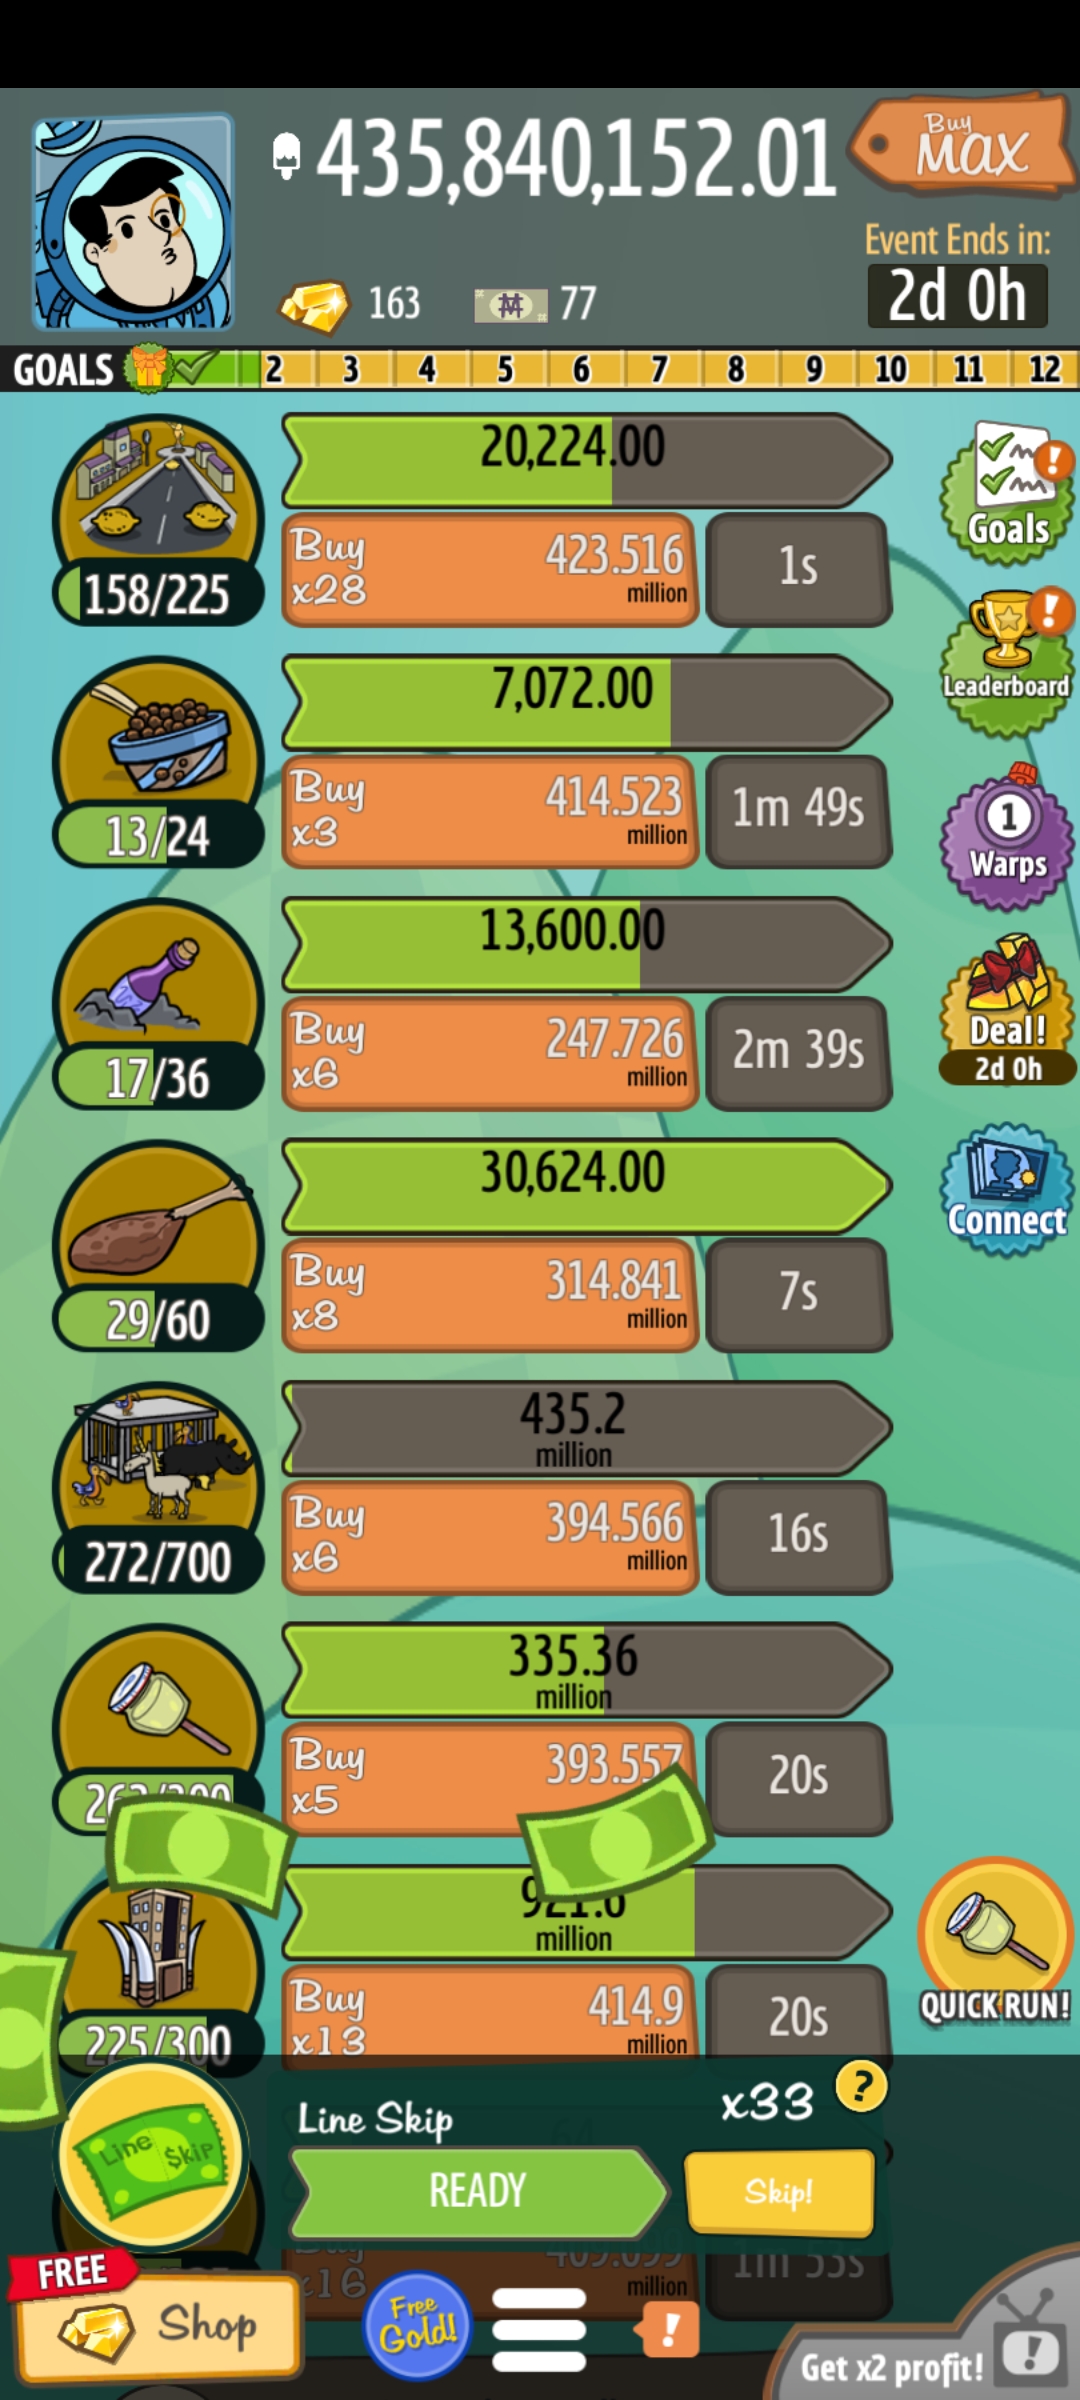 435,840,152.01
Buy
MAX
163
77
Event Ends in:
2d 0h
GOALS 2 3 4 5 6 7 8 9 10 11 12
20,224.00
Buy
x28
423.516
million
1s
158/225
Goals
7,072.00
Leaderboard
Buy
x3
414.523
million
1m 49s
13/24
1
Warps
13,600.00
Buy
x6
247.726
million
2m 39s
17/36
Deal!
2d 0h
30,624.00
Connect
Buy
x8
314.841
million
7s
29/60
435.2
million
Buy
x6
394.566
million
16s
272/700
335.36
million
Buy
x5
393.557
20s
million
Buy
x13
414.9
million
20s
225/300
QUICK RUN!
Line Skip
x33
?
Line $kip
READY
Skip!
x16
million
1m 53s
FREE
Shop
Free
Gold!
!
Get x2 profit!